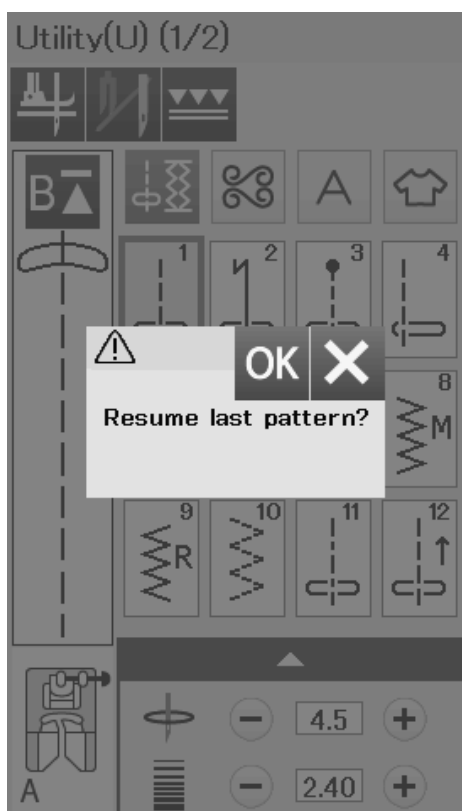 Utility(U) (1/2)
B
A
1
2
3
4
OK
Resume last pattern?
8
M
9
R
10
11
12
4.5
2.40
A